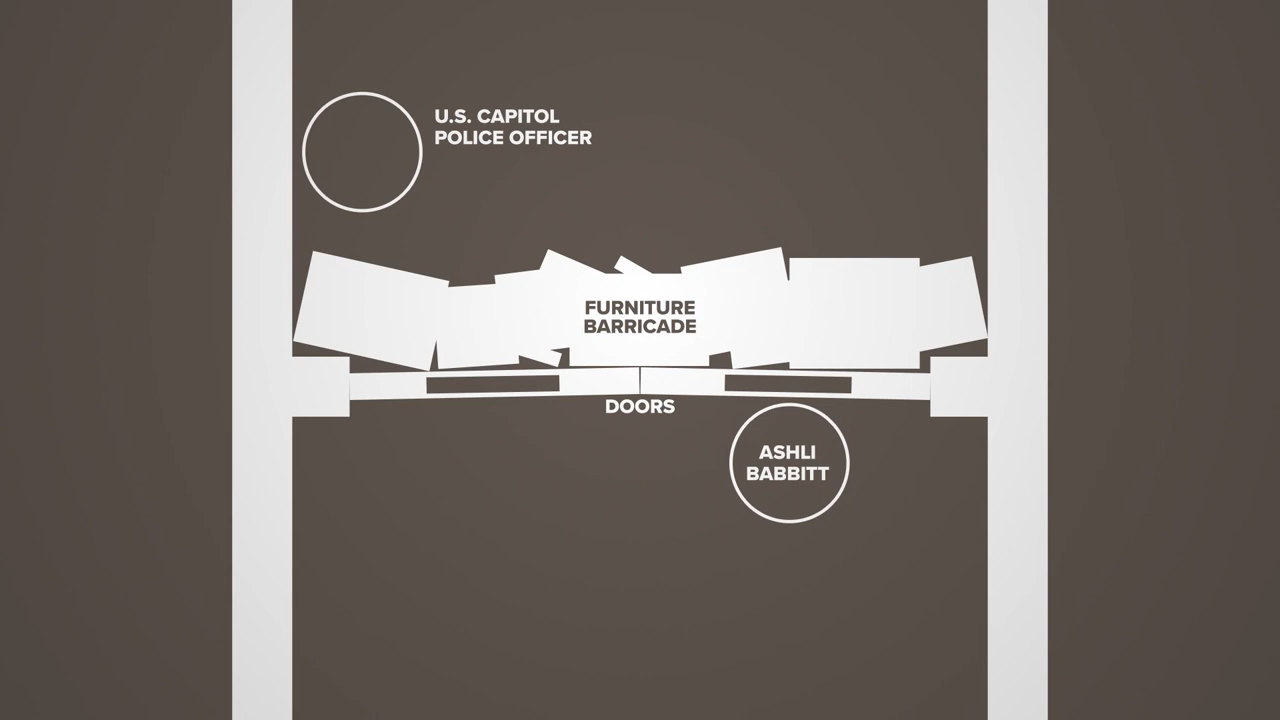 U.S. CAPITOL
POLICE OFFICER
FURNITURE
BARRICADE
DOORS
ASHLI
BABBITT